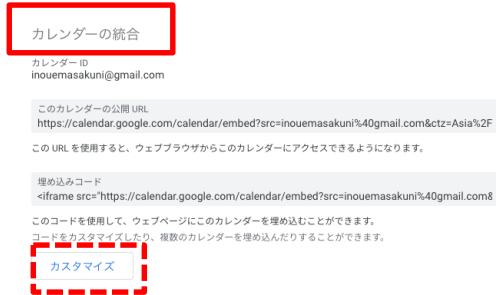 カレンダーの統合
カレンダー ID
inouemasakuni@gmail.com
このカレンダーの公開 URL
https://calendar.google.com/calendar/embed?src=inouemasakuni%40gmail.com&ctz=Asia%2F
この URL を使用すると、ウェブブラウザからこのカレンダーにアクセスできるようになります。
埋め込みコード
<iframe src="https://calendar.google.com/calendar/embed?src=inouemasakuni%40gmail.com&
このコードを使用して、ウェブページにこのカレンダーを埋め込むことができます。
コードをカスタマイズしたり、複数のカレンダーを埋め込んだりすることができます。
カスタマイズ